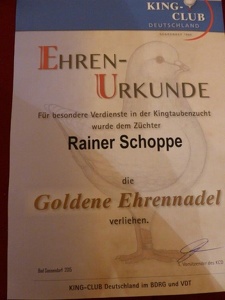 KING-
CLUB
DEUTSCHLAND
EHREN-
URKUNDE
Für besondere Verdienste in der Kingtaubenzucht
wurde dem Züchter
Rainer Schoppe
die
Goldene Ehrennadel
verliehen.
KING-CLUB Deutschland im BDRG und VDT